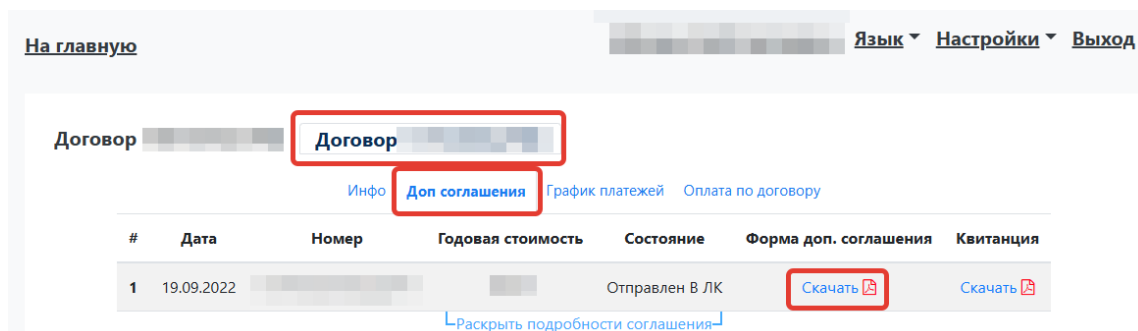 На главную Язык Настройки Выход
Договор Договор
Инфо Доп соглашения График платежей Оплата по договору
# Дата Номер Годовая стоимость Состояние Форма доп. соглашения Квитанция
1 19.09.2022 Отправлен В ЛК Скачать Скачать
Раскрыть подробности соглашения